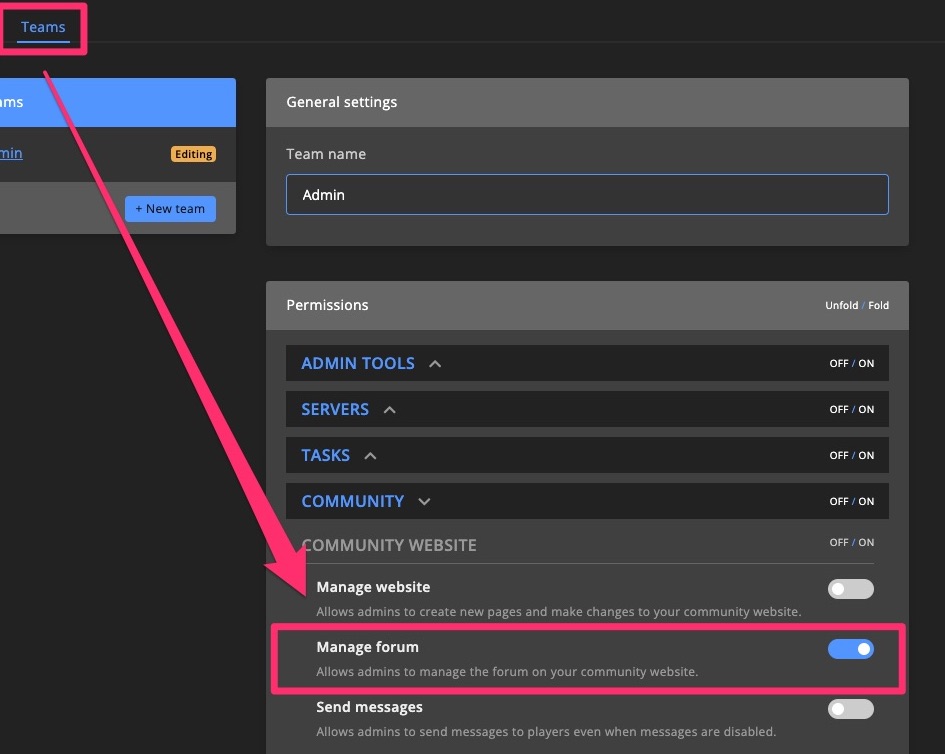 Teams
ams
General settings
min
Editing
Team name
+ New team
Admin
Permissions
Unfold / Fold
ADMIN TOOLS
OFF / ON
SERVERS
OFF / ON
TASKS
OFF / ON
COMMUNITY
OFF / ON
COMMUNITY WEBSITE
OFF / ON
Manage website
Allows admins to create new pages and make changes to your community website.
Manage forum
Allows admins to manage the forum on your community website.
Send messages
Allows admins to send messages to players even when messages are disabled.